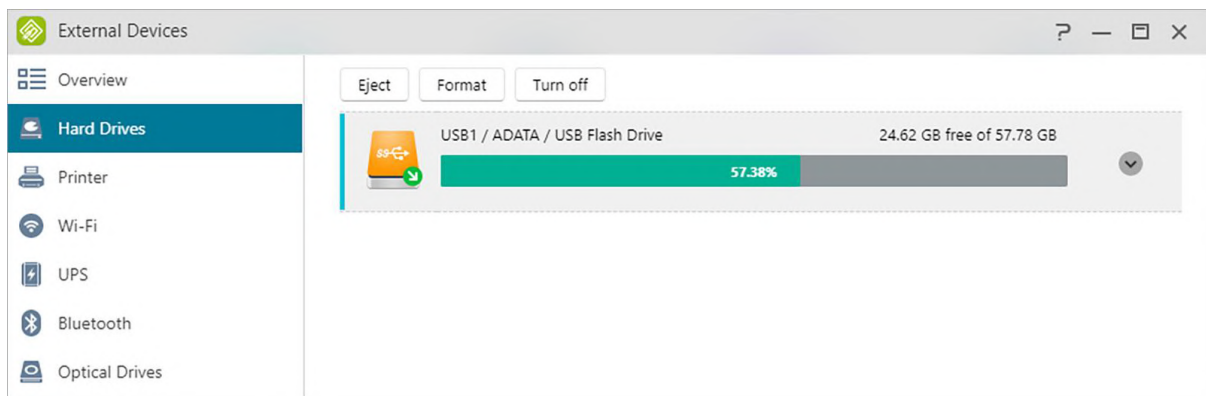 External Devices
Overview
Hard Drives
Printer
Wi-Fi
UPS
Bluetooth
Optical Drives
Eject Format Turn off
USB1 / ADATA / USB Flash Drive 24.62 GB free of 57.78 GB
SS
57.38%